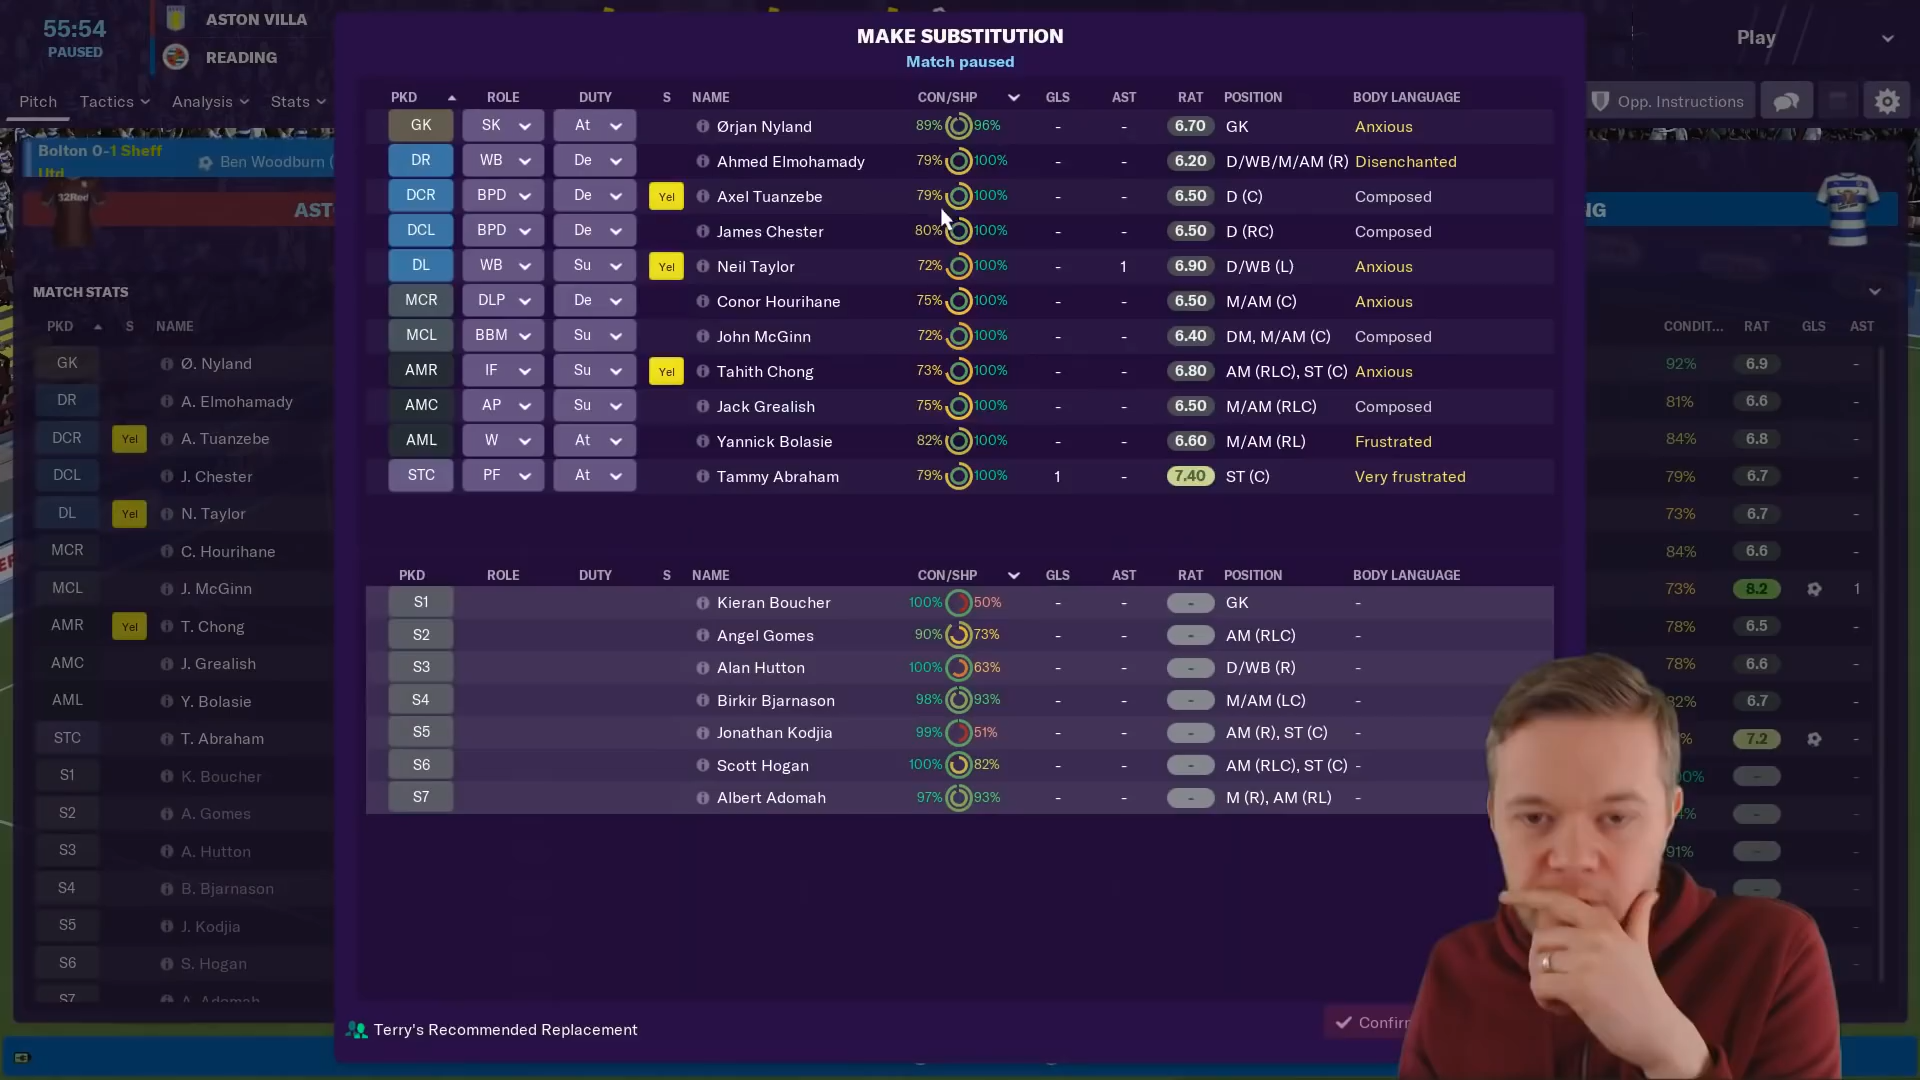 55:54
PAUSED
ASTON VILLA
READING
Pitch
Tactics
Analysis
Stats
Play
Opp. Instructions
MAKE SUBSTITUTION
Match paused
PKD ROLE DUTY S NAME CON/SHP GLS AST RAT POSITION BODY LANGUAGE
GK SK At Ørjan Nyland 89% 96% - - 6.70 GK Anxious
DR WB De Ahmed Elmohamady 79% 100% - - 6.20 D/WB/M/AM (R) Disenchanted
DCR BPD De Yel Axel Tuanzebe 79% 100% - - 6.50 D (C) Composed
DCL BPD De James Chester 80% 100% - - 6.50 D (RC) Composed
DL WB Su Yel Neil Taylor 72% 100% - 1 6.90 D/WB (L) Anxious
MCR DLP De Conor Hourihane 75% 100% - - 6.50 M/AM (C) Anxious
MCL BBM Su John McGinn 72% 100% - - 6.40 DM, M/AM (C) Composed
AMR IF Su Yel Tahith Chong 73% 100% - - 6.80 AM (RLC), ST (C) Anxious
AMC AP Su Jack Grealish 75% 100% - - 6.50 M/AM (RLC) Composed
AML W At Yannick Bolasie 82% 100% - - 6.60 M/AM (RL) Frustrated
STC PF At Tammy Abraham 79% 100% 1 - 7.40 ST (C) Very frustrated
PKD ROLE DUTY S NAME CON/SHP GLS AST RAT POSITION BODY LANGUAGE
S1 Kieran Boucher 100% 50% - - - GK -
S2 Angel Gomes 90% 73% - - - AM (RLC) -
S3 Alan Hutton 100% 63% - - - D/WB (R) -
S4 Birkir Bjarnason 98% 93% - - - M/AM (LC) -
S5 Jonathan Kodjia 99% 51% - - - AM (R), ST (C) -
S6 Scott Hogan 100% 82% - - - AM (RLC), ST (C) -
S7 Albert Adomah 97% 93% - - - M (R), AM (RL) -
Terry's Recommended Replacement
Confirm
Bolton 0-1 Sheff
Utd
Ben Woodburn (
32Red
AST
NG
MATCH STATS
PKD S NAME
GK Ø. Nyland
DR A. Elmohamady
DCR Yel A. Tuanzebe
DCL J. Chester
DL Yel N. Taylor
MCR C. Hourihane
MCL J. McGinn
AMR Yel T. Chong
AMC J. Grealish
AML Y. Bolasie
STC T. Abraham
S1 K. Boucher
S2 A. Gomes
S3 A. Hutton
S4 B. Bjarnason
S5 J. Kodjia
S6 S. Hogan
S7 A. Adomah
CONDIT... RAT GLS AST
92% 6.9 -
81% 6.6 -
84% 6.8 -
79% 6.7 -
73% 6.7 -
84% 6.6 -
73% 8.2 1
78% 6.5 -
78% 6.6 -
82% 6.7 -
% 7.2 -
00% - -
4% - -
91% - -
- -
-
-